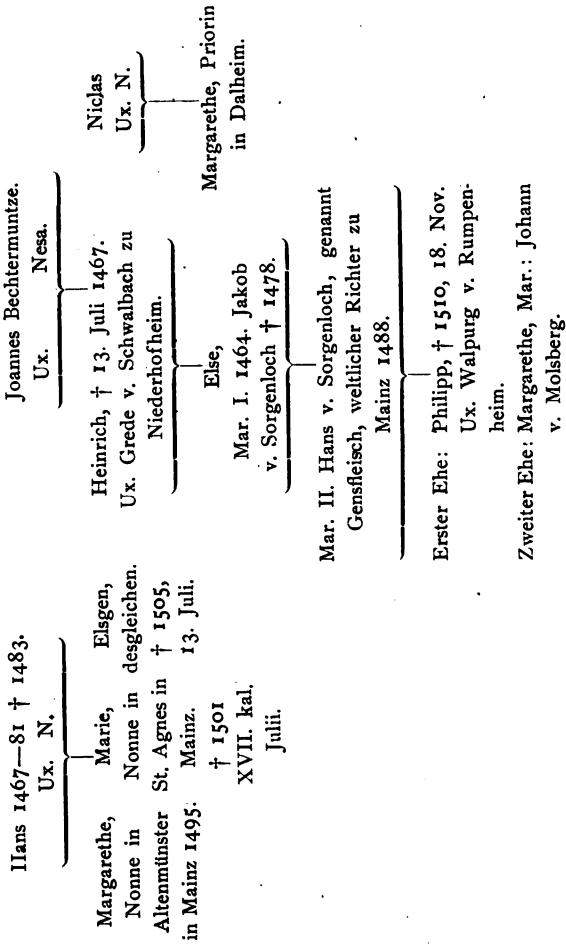 Hans 1467—81 † 1483.
Ux. N.
Margarethe,
Nonne in
Altenmünster
in Mainz 1495.
Marie,
Nonne in
St. Agnes in
Mainz.
† 1501
XVII. kal.
Julii.
Elsgen,
desgleichen.
† 1505,
13. Juli.
Joannes Bechtermuntze.
Ux. Nesa.
Heinrich, † 13. Juli 1467.
Ux. Grede v. Schwalbach zu
Niederhofheim.
Else,
Mar. I. 1464. Jakob
v. Sorgenloch † 1478.
Mar. II. Hans v. Sorgenloch, genannt
Gensfleisch, weltlicher Richter zu
Mainz 1488.
Erster Ehe: Philipp, † 1510, 18. Nov.
Ux. Walpurg v. Rumpen-
heim.
Zweiter Ehe: Margarethe, Mar.: Johann
v. Molsberg.
Niclas
Ux. N.
Margarethe, Priorin
in Dalheim.